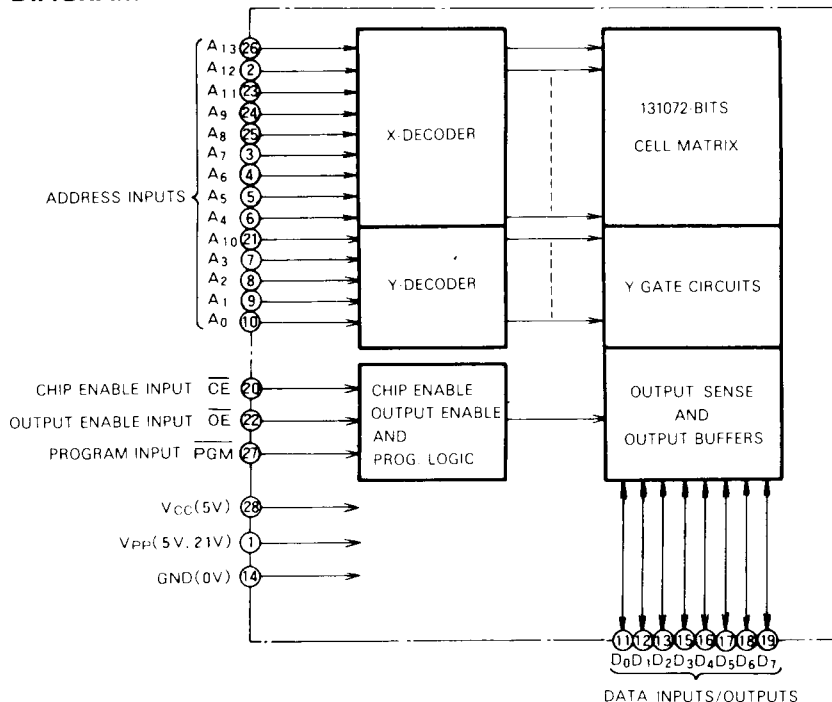 A13 26
A12 2
A11 23
A9 24
A8 25
A7 3
A6 4
ADDRESS INPUTS A5 5
A4 6
A10 21
A3 7
A2 8
A1 9
A0 10
X-DECODER
Y-DECODER
131072-BITS
CELL MATRIX
Y GATE CIRCUITS
CHIP ENABLE INPUT C̅E̅ 20
OUTPUT ENABLE INPUT O̅E̅ 22
PROGRAM INPUT P̅G̅M̅ 27
CHIP ENABLE
OUTPUT ENABLE
AND
PROG. LOGIC
OUTPUT SENSE
AND
OUTPUT BUFFERS
VCC(5V) 28
VPP(5V, 21V) 1
GND(0V) 14
11 12 13 15 16 17 18 19
D0 D1 D2 D3 D4 D5 D6 D7
DATA INPUTS/OUTPUTS